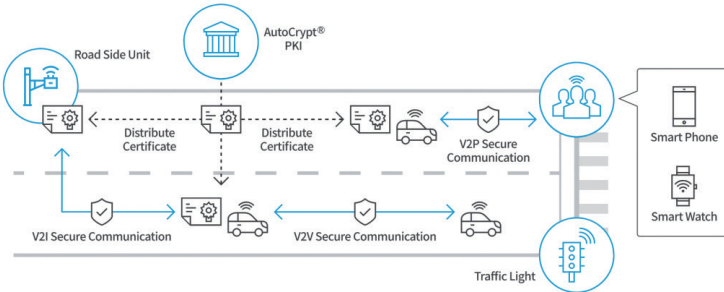 AutoCrypt®
PKI
Road Side Unit
Distribute
Certificate
Distribute
Certificate
V2P Secure
Communication
Smart Phone
Smart Watch
V2I Secure Communication
V2V Secure Communication
Traffic Light